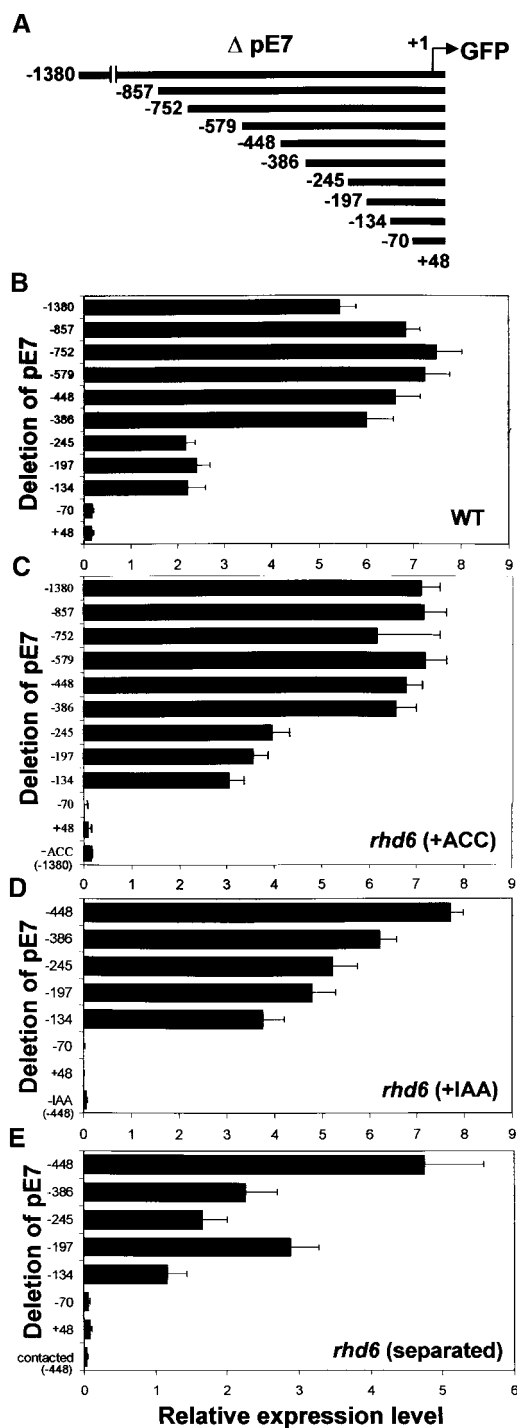 A
Δ pE7
+1
GFP
-1380
-857
-752
-579
-448
-386
-245
-197
-134
-70
+48
B
Deletion of pE7
-1380
-857
-752
-579
-448
-386
-245
-197
-134
-70
+48
WT
0 1 2 3 4 5 6 7 8 9
C
Deletion of pE7
-1380
-857
-752
-579
-448
-386
-245
-197
-134
-70
+48
-ACC
(-1380)
rhd6 (+ACC)
0 1 2 3 4 5 6 7 8 9
D
Deletion of pE7
-448
-386
-245
-197
-134
-70
+48
-IAA
(-448)
rhd6 (+IAA)
0 1 2 3 4 5 6 7 8 9
E
Deletion of pE7
-448
-386
-245
-197
-134
-70
+48
contacted
(-448)
rhd6 (separated)
0 1 2 3 4 5 6
Relative expression level